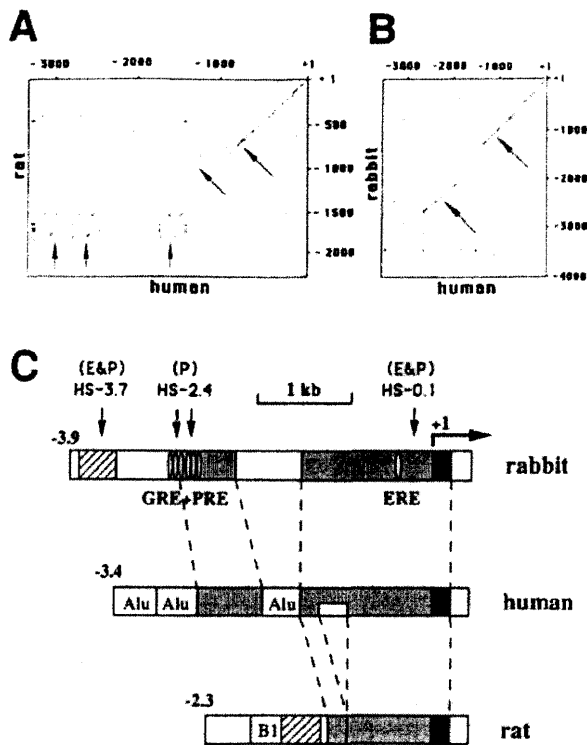 A
-3000 -2000 -1000 +1
rat
-500
-1000
-1500
-2000
human
B
-3000 -2000 -1000 +1
rabbit
-1000
-2000
-3000
-4000
human
C
(E&P) (P) (E&P)
HS-3.7 HS-2.4 1 kb HS-0.1
-3.9 +1
rabbit
GRE+PRE ERE
-3.4
Alu Alu Alu human
-2.3
B1 rat